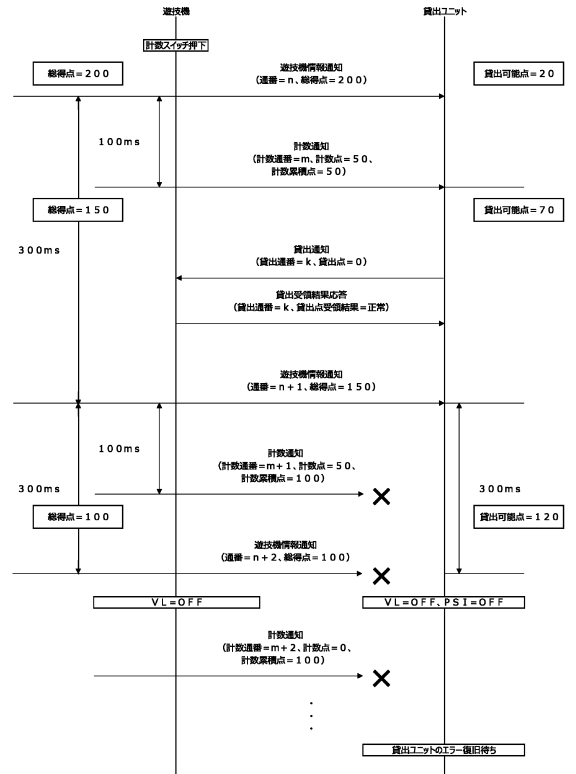 遊技機
貸出ユニット
計数スイッチ押下
総得点=200
遊技機情報通知
(通番=n、総得点=200)
貸出可能点=20
100ms
計数通知
(計数通番=m、計数点=50、
計数累積点=50)
総得点=150
貸出可能点=70
300ms
貸出通知
(貸出通番=k、貸出点=0)
貸出受領結果応答
(貸出通番=k、貸出点受領結果=正常)
遊技機情報通知
(通番=n+1、総得点=150)
100ms
計数通知
(計数通番=m+1、計数点=50、
計数累積点=100)
300ms
300ms
総得点=100
貸出可能点=120
遊技機情報通知
(通番=n+2、総得点=100)
VL=OFF
VL=OFF、PSI=OFF
計数通知
(計数通番=m+2、計数点=0、
計数累積点=100)
貸出ユニットのエラー復旧待ち